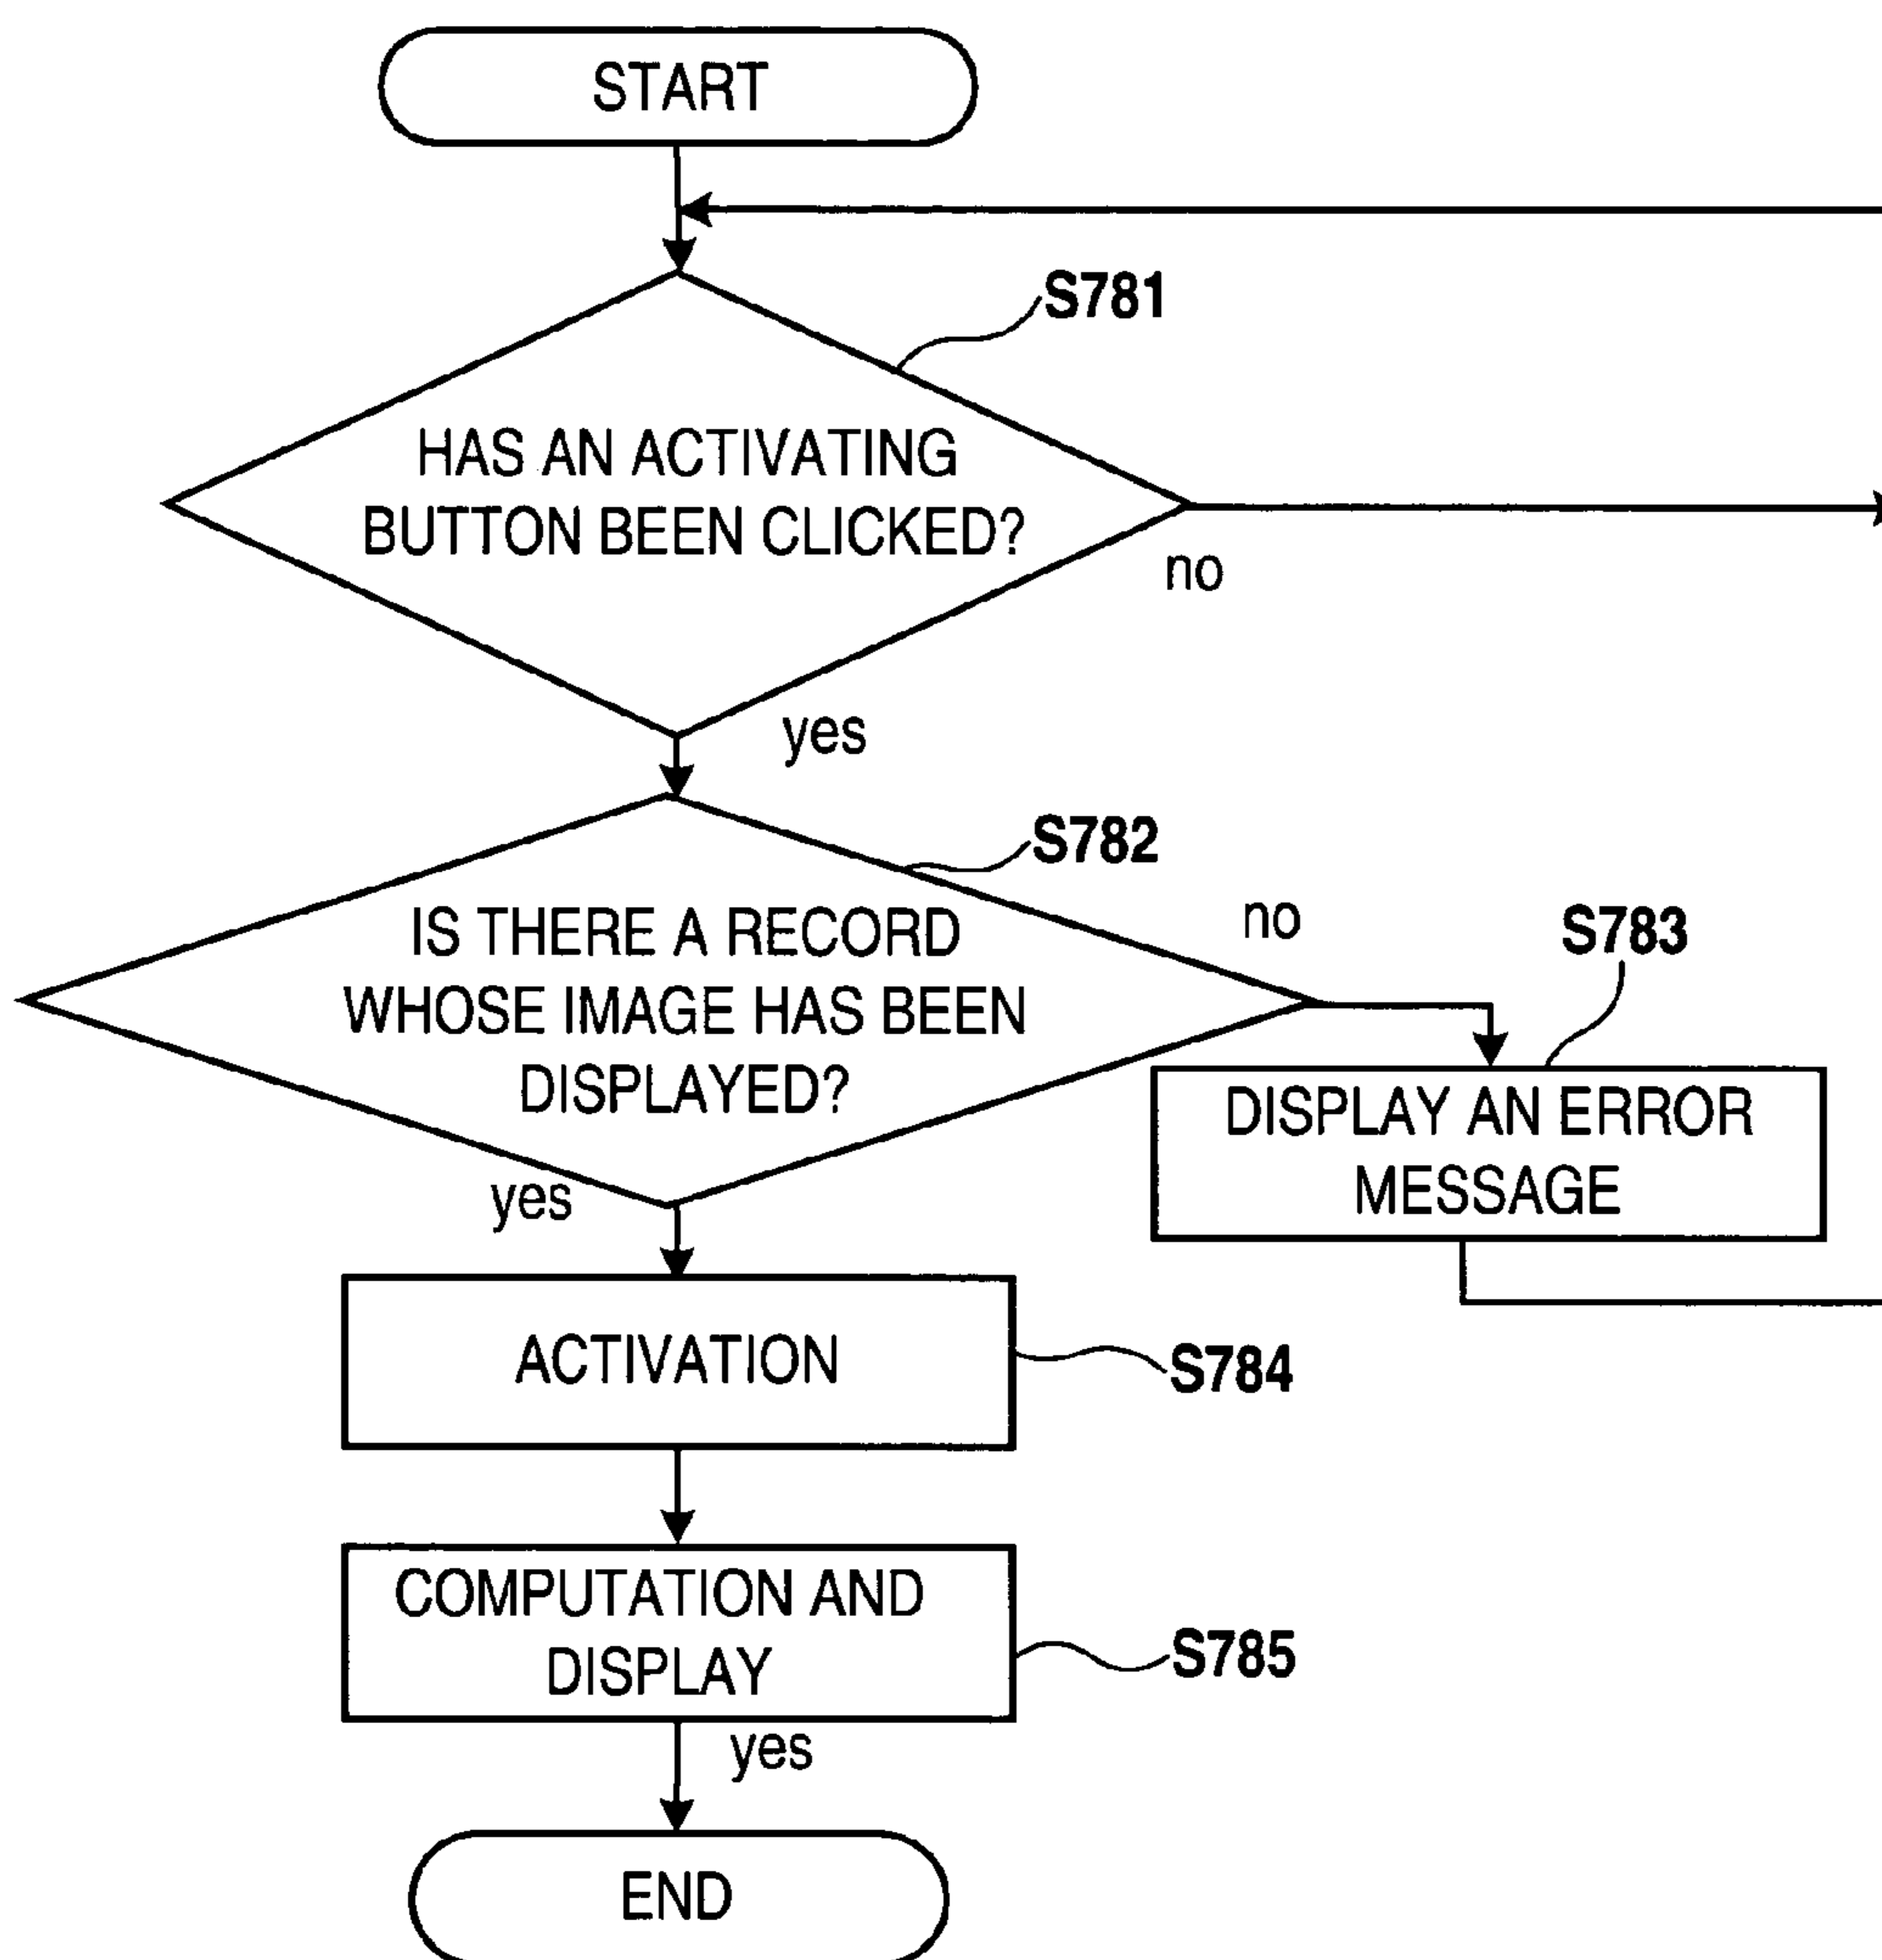 START
S781
HAS AN ACTIVATING
BUTTON BEEN CLICKED?
no
yes
S782
IS THERE A RECORD
WHOSE IMAGE HAS BEEN
DISPLAYED?
no
S783
DISPLAY AN ERROR
MESSAGE
yes
ACTIVATION
S784
COMPUTATION AND
DISPLAY
S785
yes
END